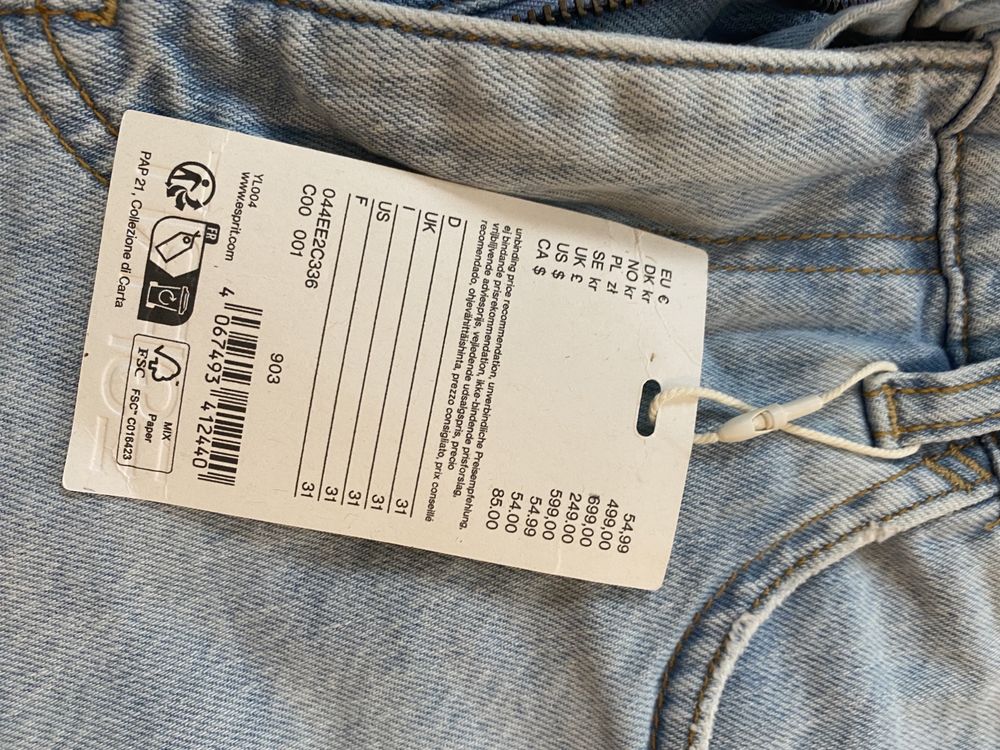 EU € 54.99
DK kr 499,00
NO kr 699,00
PL zł 249.00
SE kr 599,00
UK £ 54.99
US $ 54.00
CA $ 85.00
unbinding price recommendation, unverbindliche Preisempfehlung,
ej bindande prisrekommendation, ikke-bindende prisforslag,
vrijblijvende adviesprijs, vejledende udsalgspris, precio
recomendado, ohjevähittäishinta, prezzo consigliato, prix conseillé
D 31
UK 31
I 31
US 31
F 31
044EE2C336
C00 001
903
4 067493 412440
YL004
www.esprit.com
FR
FSC
MIX
Paper
FSC® C018423
PAP 21, Collezione di Carta